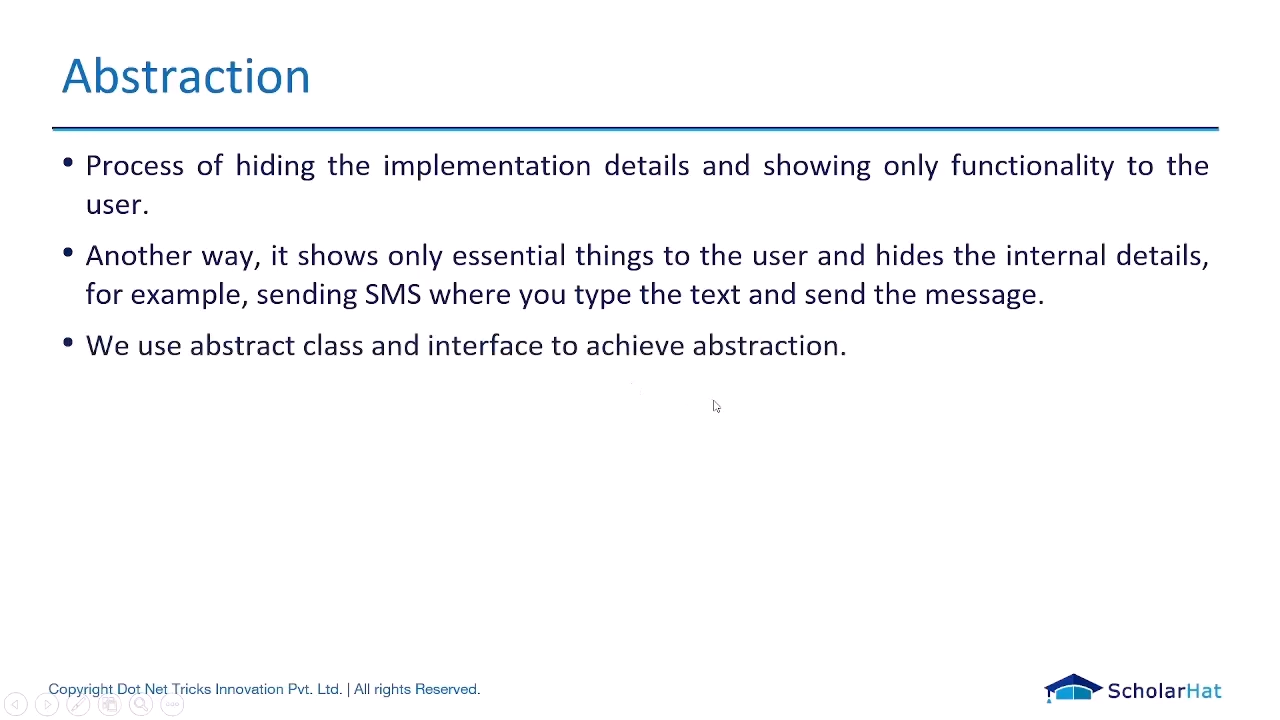 Abstraction
• Process of hiding the implementation details and showing only functionality to the
user.
• Another way, it shows only essential things to the user and hides the internal details,
for example, sending SMS where you type the text and send the message.
• We use abstract class and interface to achieve abstraction.
Copyright Dot Net Tricks Innovation Pvt. Ltd. | All rights Reserved.
ScholarHat